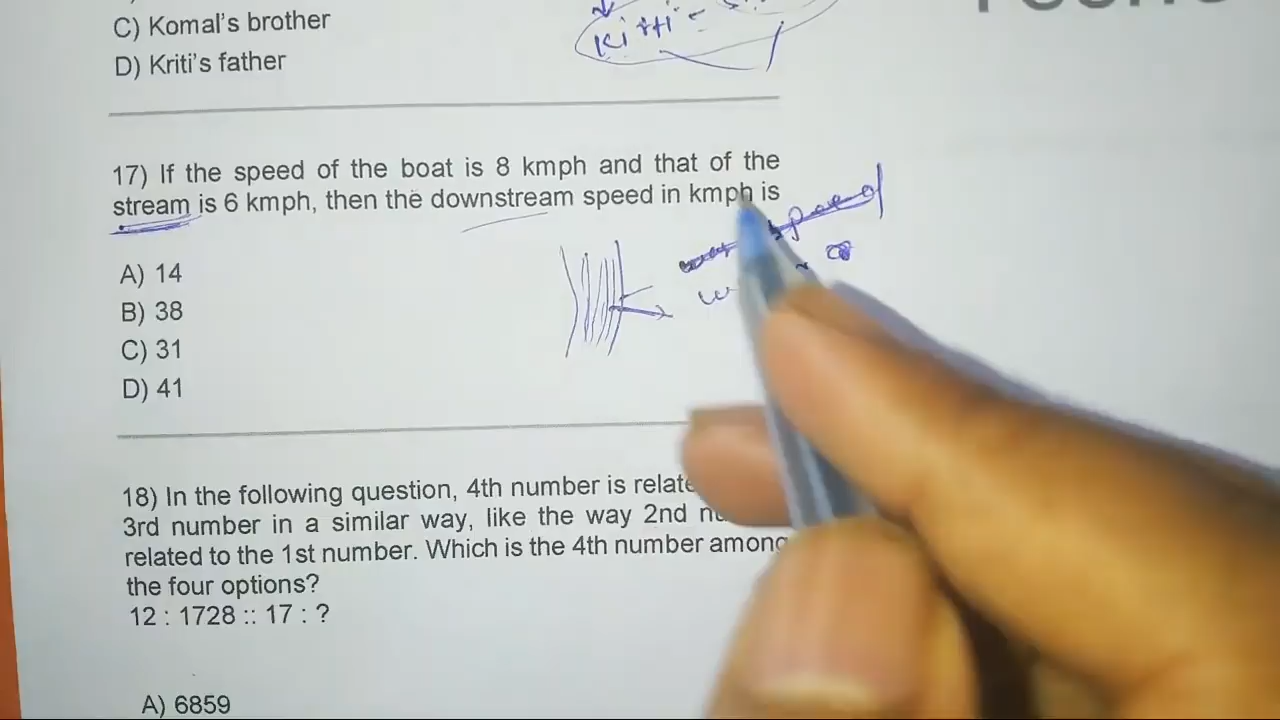 C) Komal's brother
D) Kriti's father
17) If the speed of the boat is 8 kmph and that of the
stream is 6 kmph, then the downstream speed in kmph is
speed
A) 14
B) 38
C) 31
D) 41
18) In the following question, 4th number is
3rd number in a similar way, like the way 2nd
related to the 1st number. Which is the 4th number among
the four options?
12 : 1728 :: 17 : ?
A) 6859